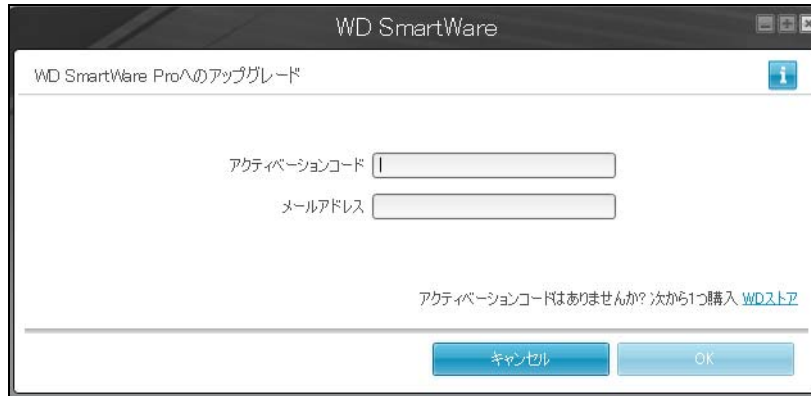 WD SmartWare
WD SmartWare Proへのアップグレード
アクティベーションコード
メールアドレス
アクティベーションコードはありませんか? 次から1つ購入 WDストア
キャンセル OK